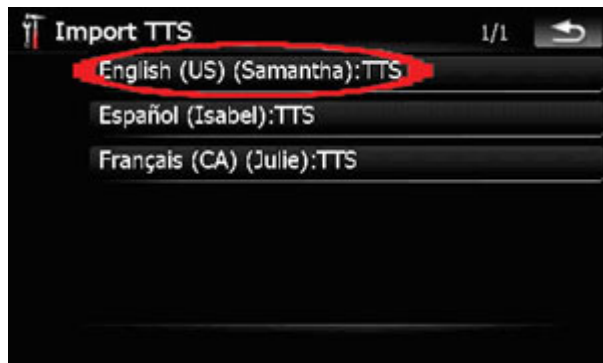 Import TTS 1/1
English (US) (Samantha):TTS
Español (Isabel):TTS
Français (CA) (Julie):TTS